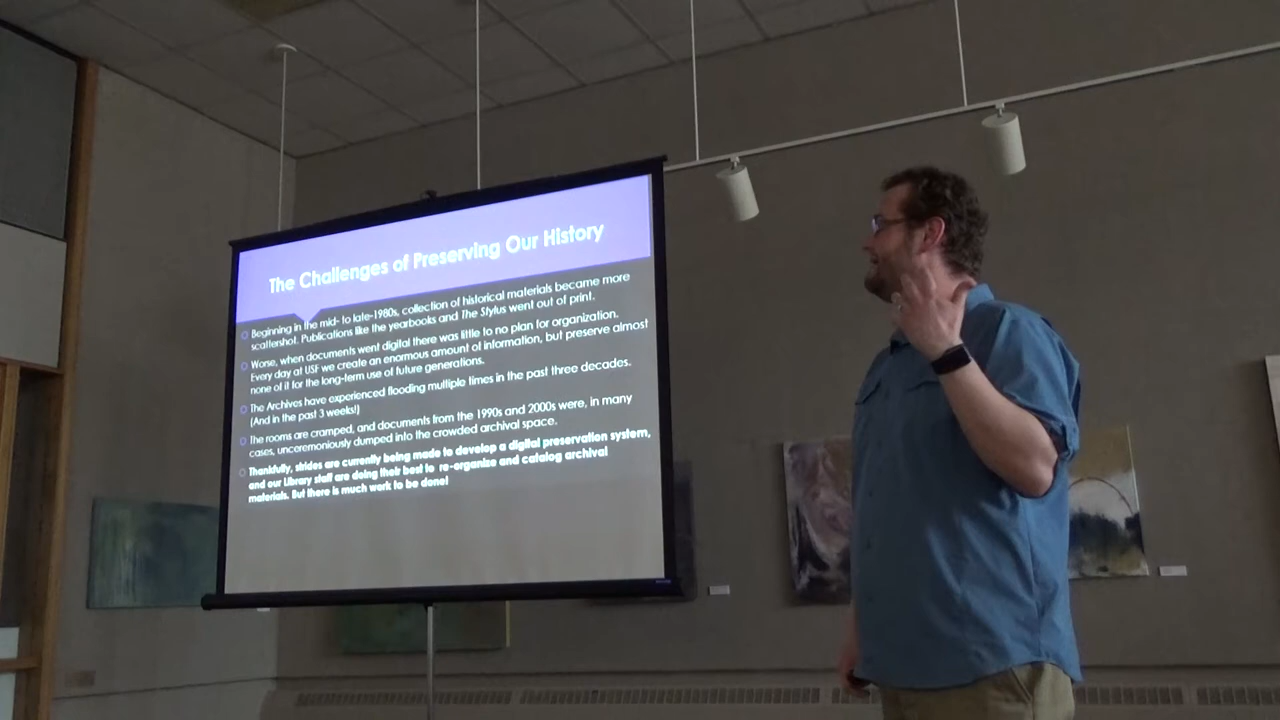 The Challenges of Preserving Our History
Beginning in the mid- to late-1980s, collection of historical materials became more
scattershot. Publications like the yearbooks and The Stylus went out of print.
Worse, when documents went digital there was little to no plan for organization.
Every day at USF we create an enormous amount of information, but preserve almost
none of it for the long-term use of future generations.
The Archives have experienced flooding multiple times in the past three decades.
(And in the past 3 weeks!)
The rooms are cramped, and documents from the 1990s and 2000s were, in many
cases, unceremoniously dumped into the crowded archival space.
Thankfully, strides are currently being made to develop a digital preservation system,
and our Library staff are doing their best to re-organize and catalog archival
materials. But there is much work to be done!